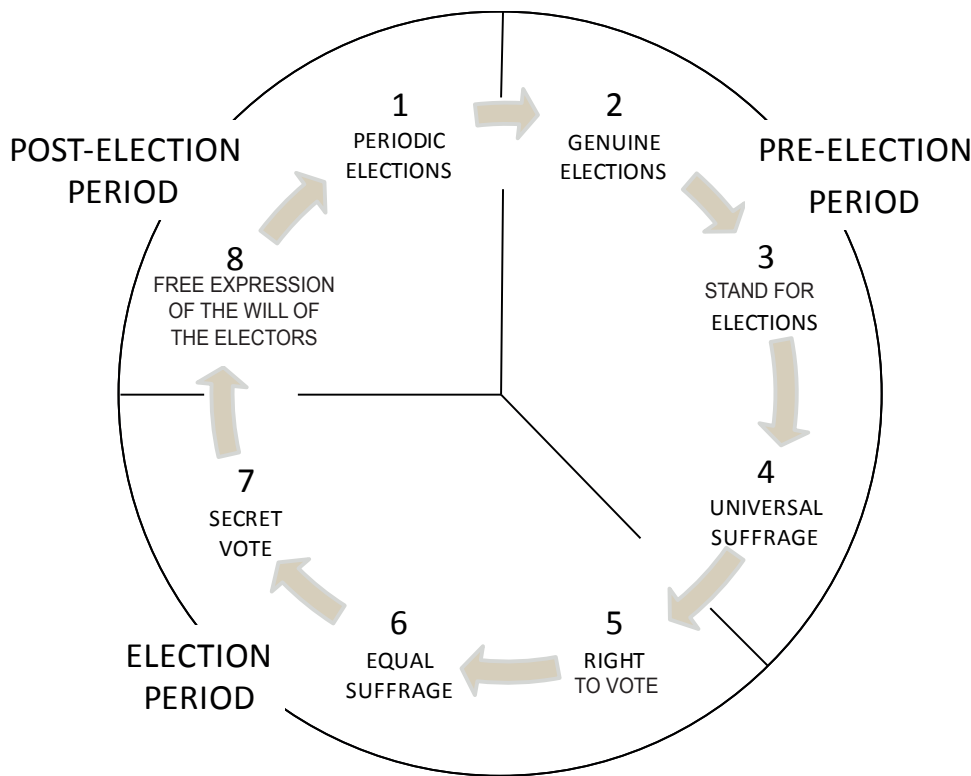 POST-ELECTION
PERIOD
1
PERIODIC
ELECTIONS
2
GENUINE
ELECTIONS
PRE-ELECTION
PERIOD
3
STAND FOR
ELECTIONS
4
UNIVERSAL
SUFFRAGE
5
RIGHT
TO VOTE
6
EQUAL
SUFFRAGE
ELECTION
PERIOD
7
SECRET
VOTE
8
FREE EXPRESSION
OF THE WILL OF
THE ELECTORS